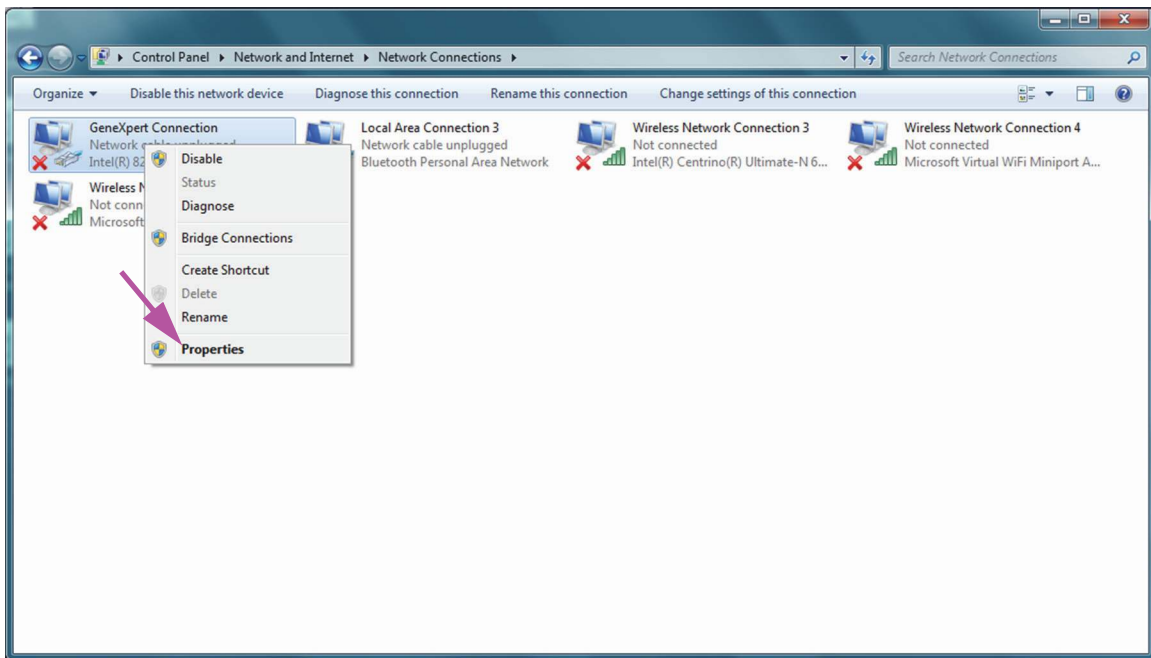 Control Panel ▸ Network and Internet ▸ Network Connections ▸
Search Network Connections
Organize Disable this network device Diagnose this connection Rename this connection Change settings of this connection
GeneXpert Connection
Network cable unplugged
Intel(R) 82
Local Area Connection 3
Network cable unplugged
Bluetooth Personal Area Network
Wireless Network Connection 3
Not connected
Intel(R) Centrino(R) Ultimate-N 6...
Wireless Network Connection 4
Not connected
Microsoft Virtual WiFi Miniport A...
Wireless N
Not conn
Microsoft
Disable
Status
Diagnose
Bridge Connections
Create Shortcut
Delete
Rename
Properties